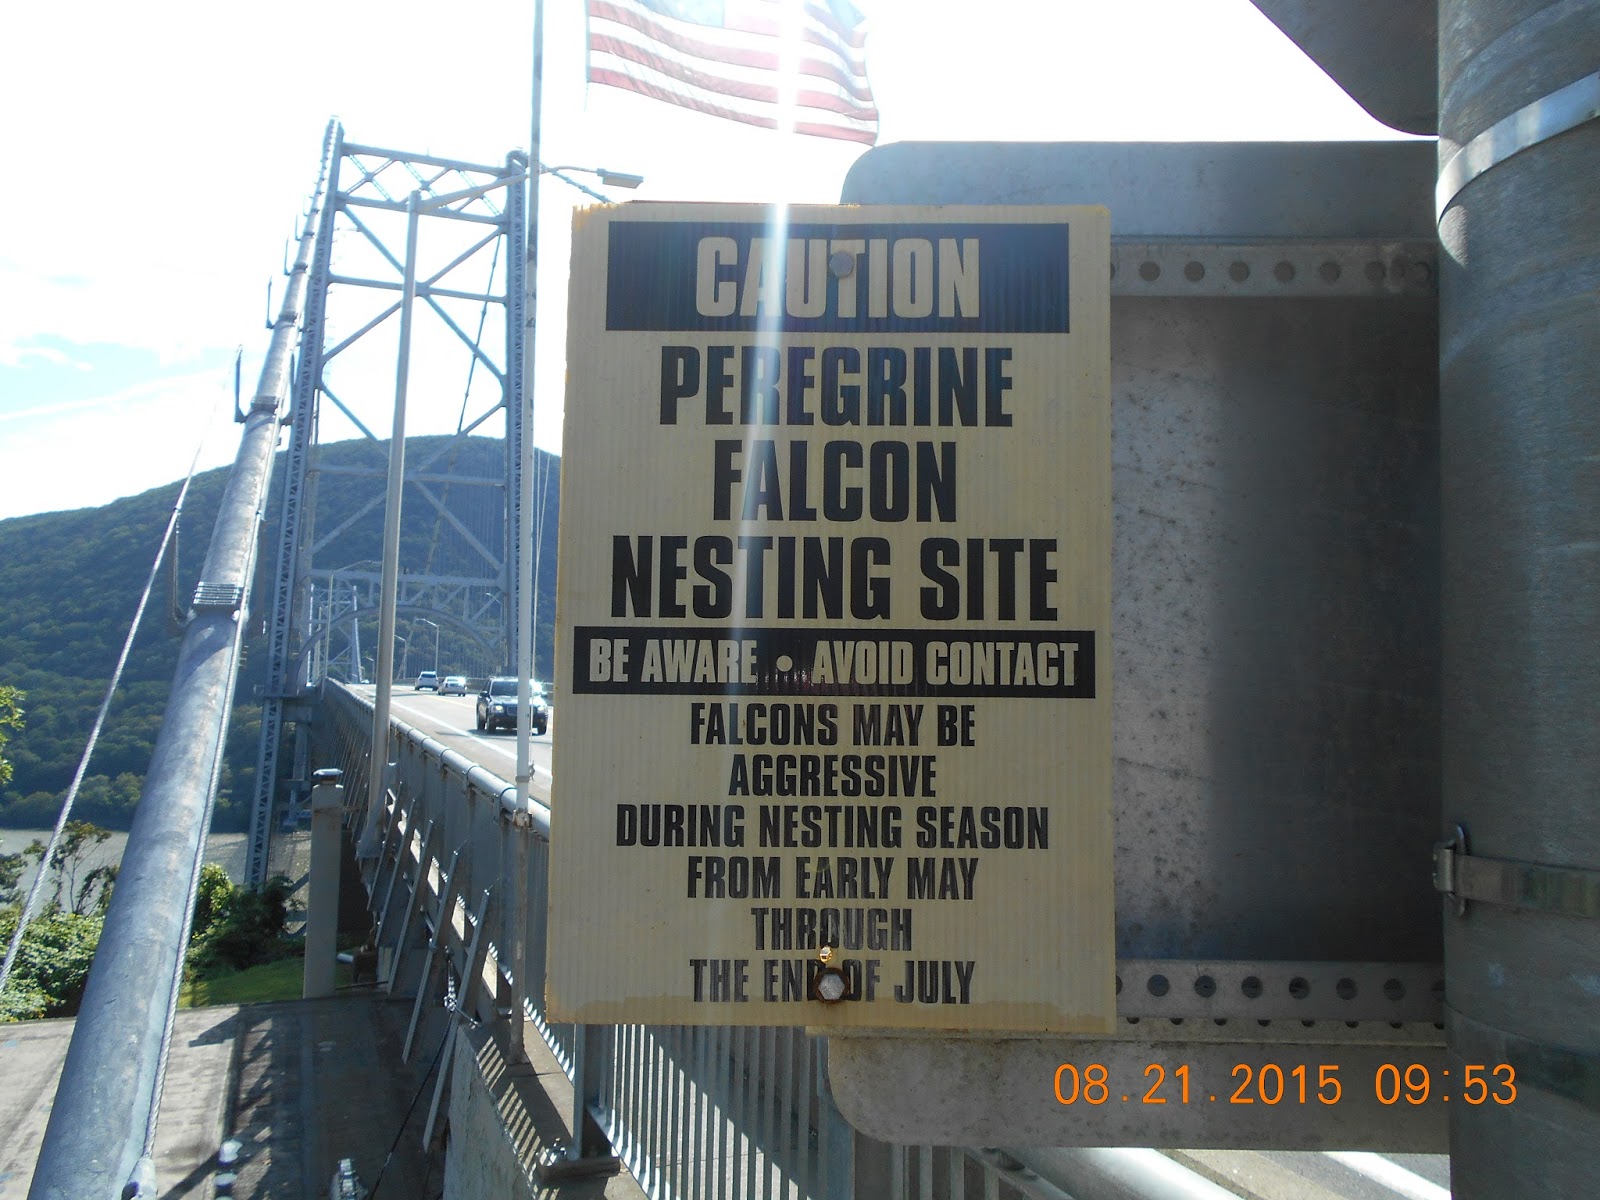 CAUTION
PEREGRINE
FALCON
NESTING SITE
BE AWARE • AVOID CONTACT
FALCONS MAY BE
AGGRESSIVE
DURING NESTING SEASON
FROM EARLY MAY
THROUGH
THE END OF JULY
08.21.2015 09:53